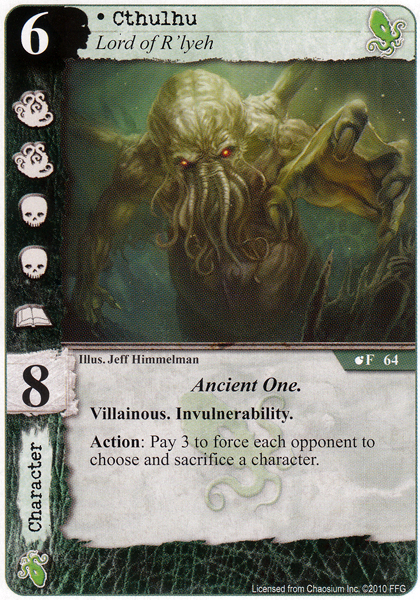 6
• Cthulhu
Lord of R'lyeh
Illus. Jeff Himmelman
F 64
8
Ancient One.
Villainous. Invulnerability.
Action: Pay 3 to force each opponent to
choose and sacrifice a character.
Character
Licensed from Chaosium Inc. ©2010 FFG